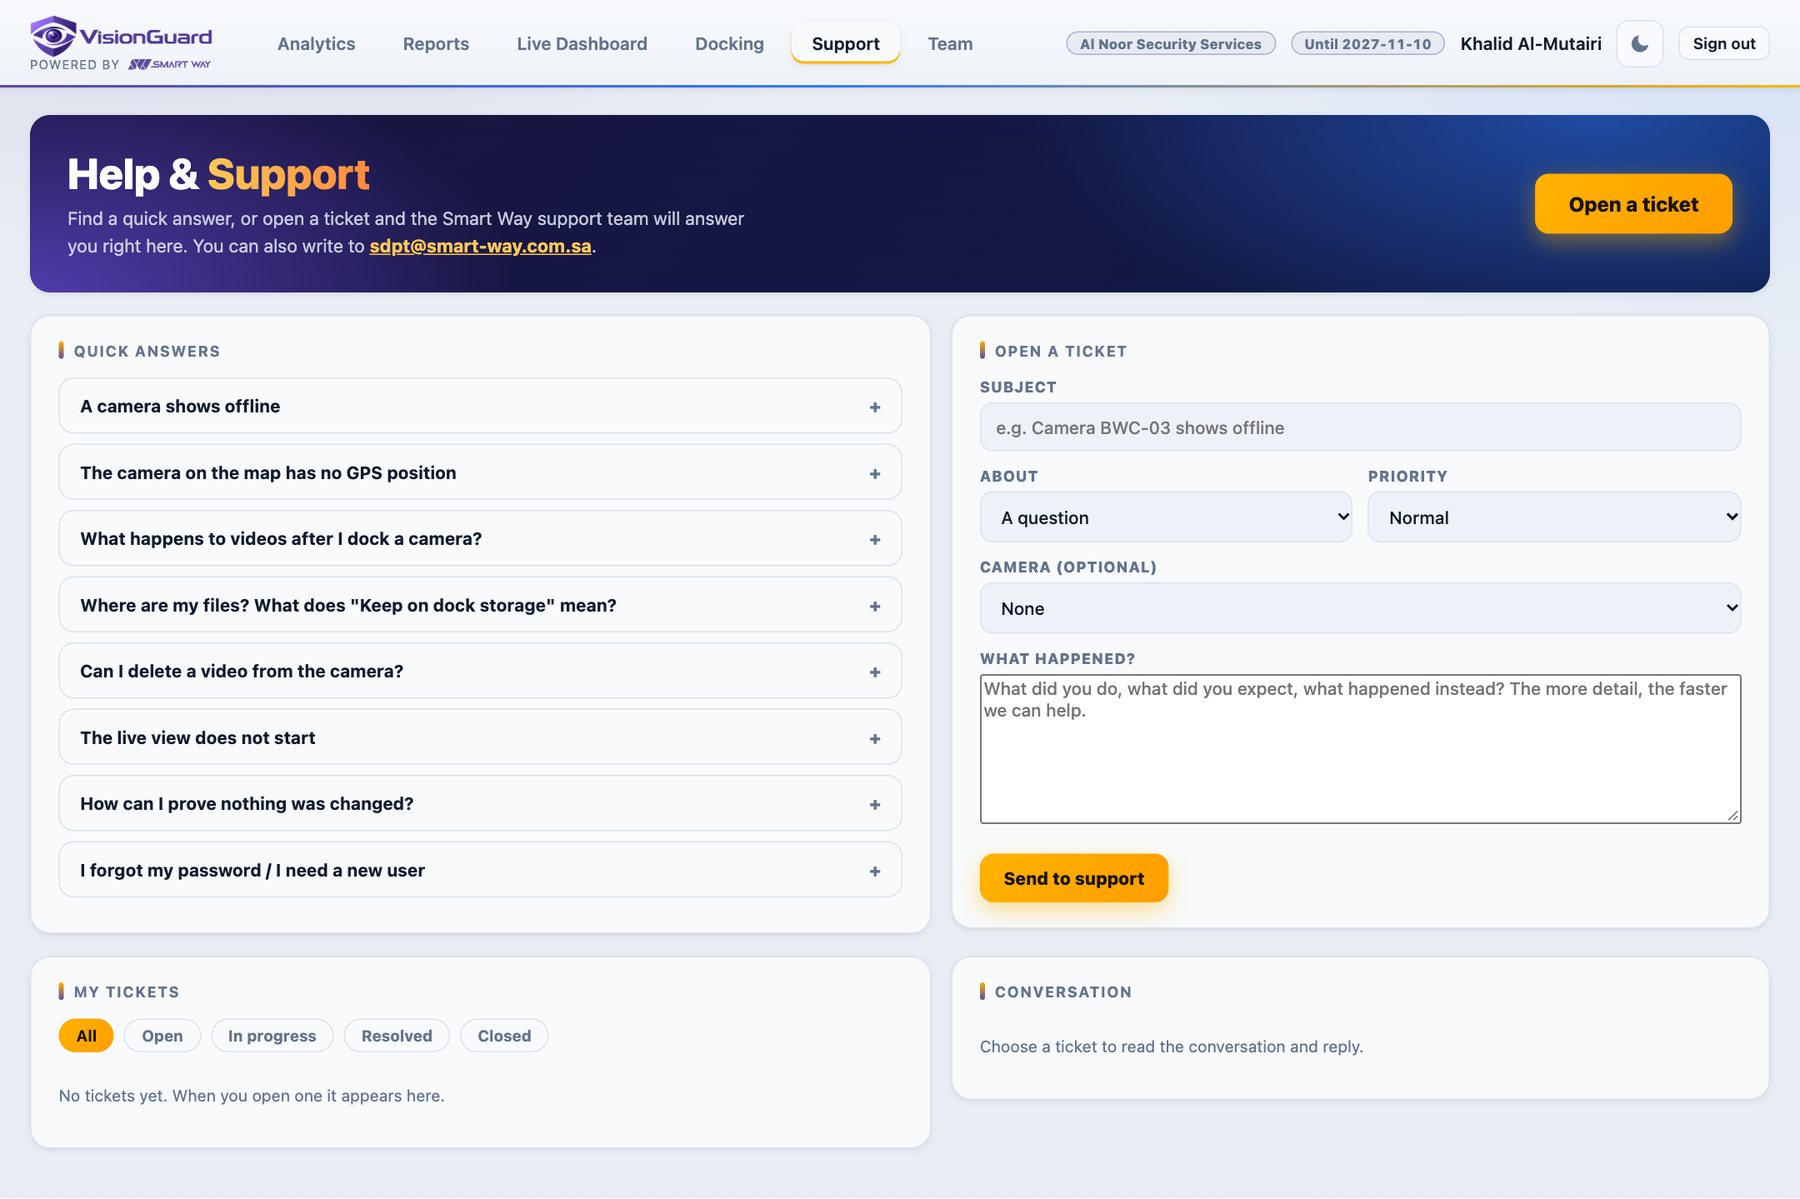 VisionGuard
POWERED BY SMART WAY
Analytics
Reports
Live Dashboard
Docking
Support
Team
Al Noor Security Services
Until 2027-11-10
Khalid Al-Mutairi
Sign out
Help & Support
Find a quick answer, or open a ticket and the Smart Way support team will answer
you right here. You can also write to sdpt@smart-way.com.sa.
Open a ticket
QUICK ANSWERS
A camera shows offline
+
The camera on the map has no GPS position
+
What happens to videos after I dock a camera?
+
Where are my files? What does "Keep on dock storage" mean?
+
Can I delete a video from the camera?
+
The live view does not start
+
How can I prove nothing was changed?
+
I forgot my password / I need a new user
+
OPEN A TICKET
SUBJECT
e.g. Camera BWC-03 shows offline
ABOUT
PRIORITY
A question
Normal
CAMERA (OPTIONAL)
None
WHAT HAPPENED?
What did you do, what did you expect, what happened instead? The more detail, the faster
we can help.
Send to support
MY TICKETS
All
Open
In progress
Resolved
Closed
No tickets yet. When you open one it appears here.
CONVERSATION
Choose a ticket to read the conversation and reply.